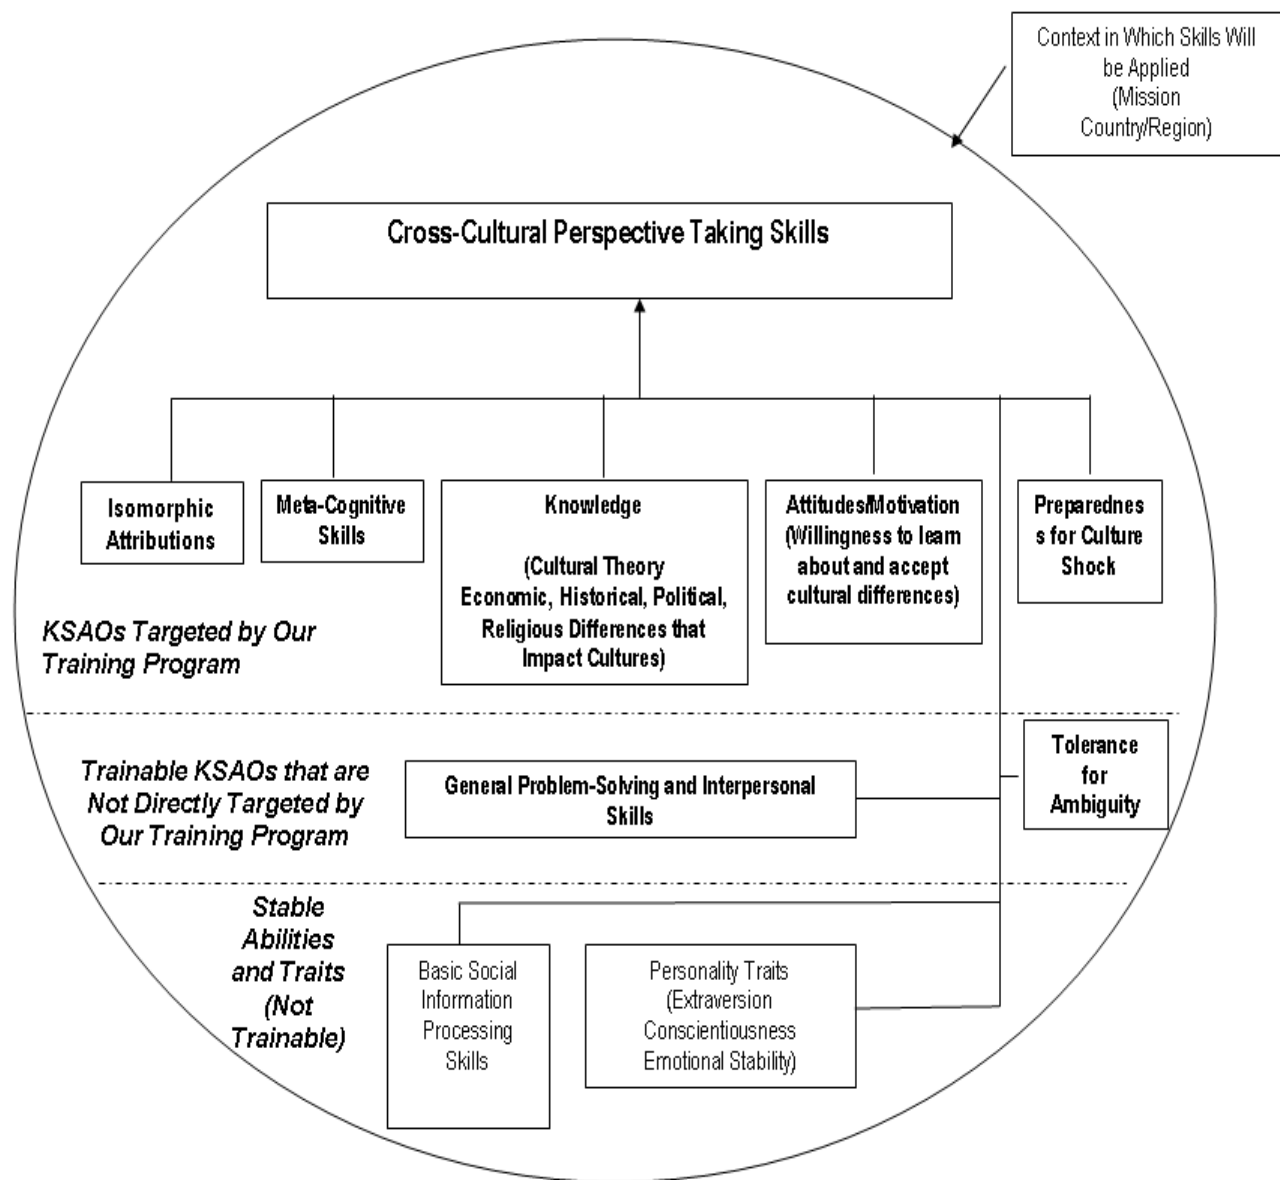 Context in Which Skills Will
be Applied
(Mission
Country/Region)
Cross-Cultural Perspective Taking Skills
Isomorphic
Attributions
Meta-Cognitive
Skills
Knowledge
(Cultural Theory
Economic, Historical, Political,
Religious Differences that
Impact Cultures)
Attitudes/Motivation
(Willingness to learn
about and accept
cultural differences)
Preparednes
s for Culture
Shock
KSAOs Targeted by Our
Training Program
Trainable KSAOs that are
Not Directly Targeted by
Our Training Program
General Problem-Solving and Interpersonal
Skills
Tolerance
for
Ambiguity
Stable
Abilities
and Traits
(Not
Trainable)
Basic Social
Information
Processing
Skills
Personality Traits
(Extraversion
Conscientiousness
Emotional Stability)